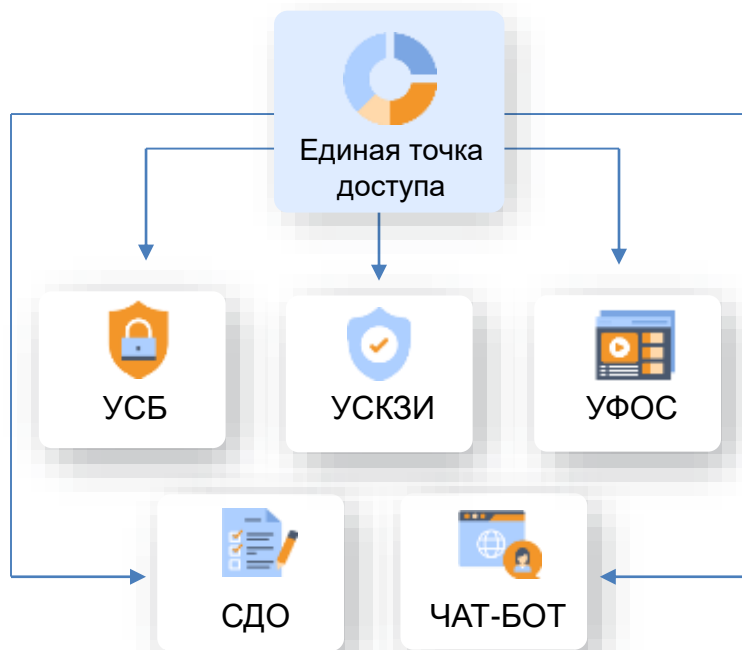 Единая точка
доступа
УСБ
УСКЗИ
УФОС
СДО
ЧАТ-БОТ